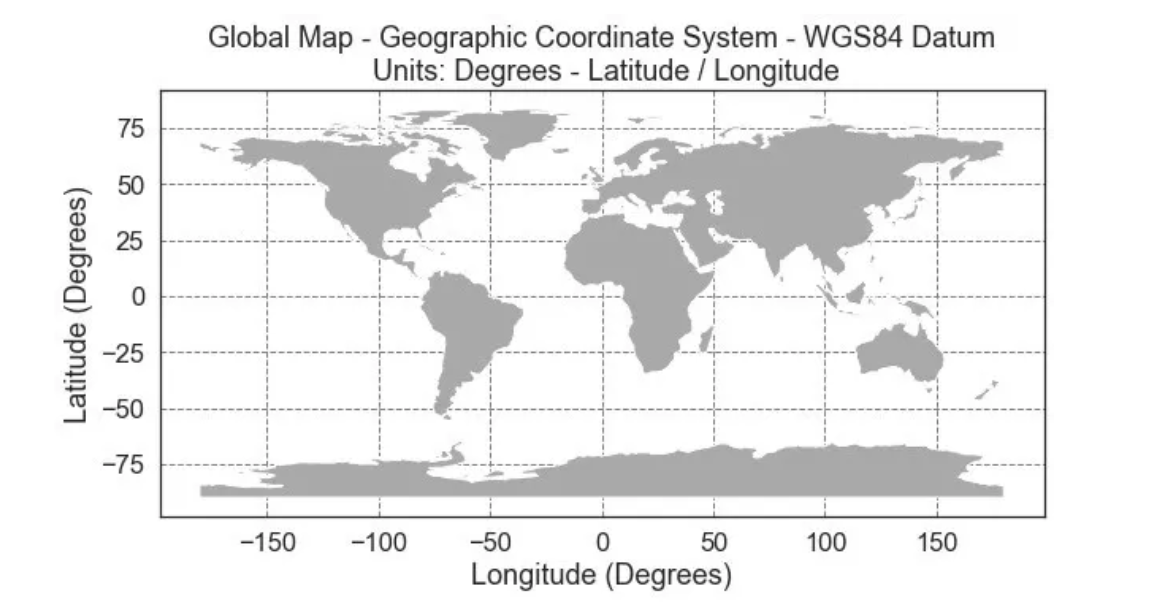 Global Map - Geographic Coordinate System - WGS84 Datum
Units: Degrees - Latitude / Longitude
Latitude (Degrees)
75
50
25
0
−25
−50
−75
−150 −100 −50 0 50 100 150
Longitude (Degrees)